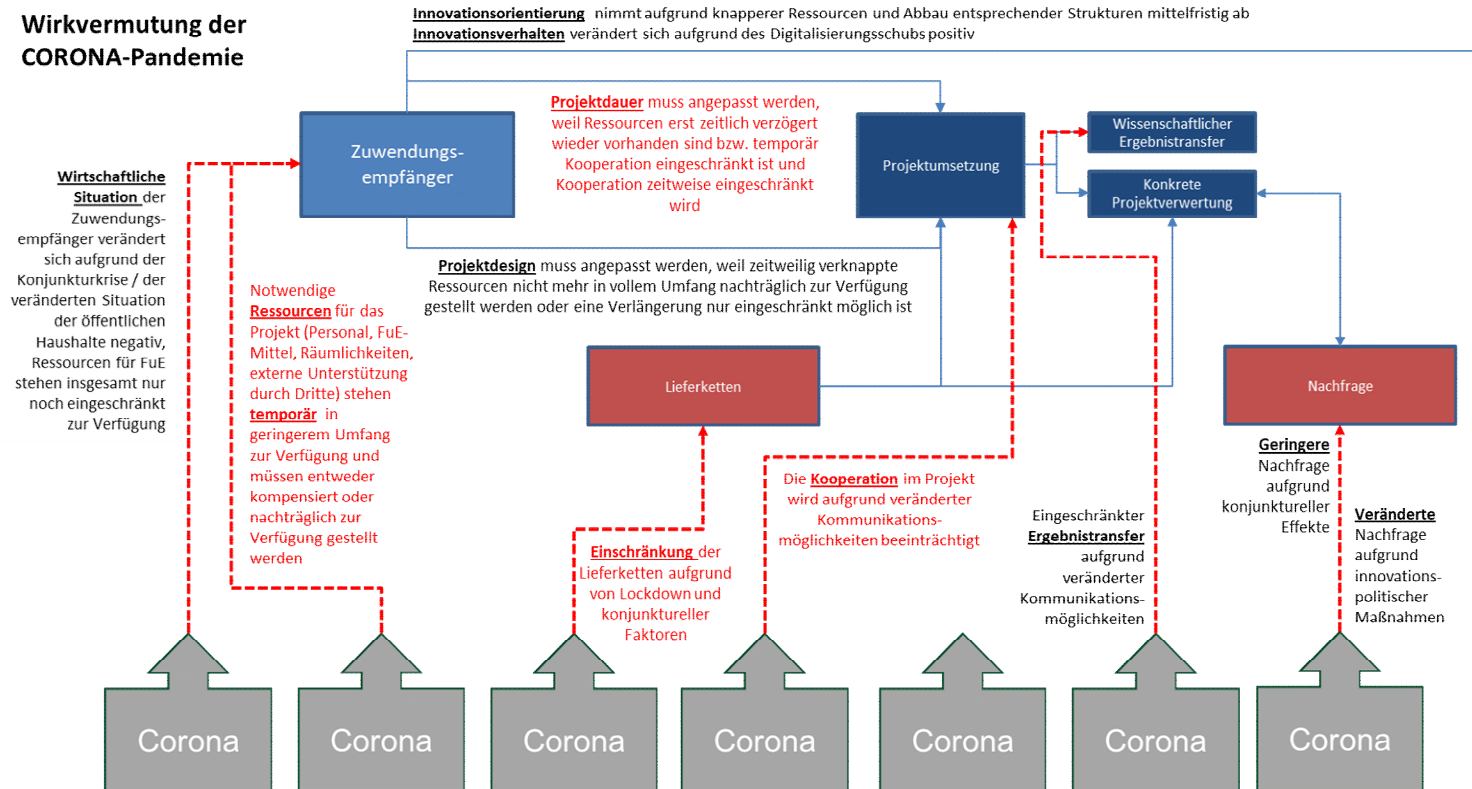 Wirkvermutung der
CORONA-Pandemie
Innovationsorientierung nimmt aufgrund knapperer Ressourcen und Abbau entsprechender Strukturen mittelfristig ab
Innovationsverhalten verändert sich aufgrund des Digitalisierungsschubs positiv
Zuwendungs-
empfänger
Projektdauer muss angepasst werden,
weil Ressourcen erst zeitlich verzögert
wieder vorhanden sind bzw. temporär
Kooperation eingeschränkt ist und
Kooperation zeitweise eingeschränkt
wird
Projektumsetzung
Wissenschaftlicher
Ergebnistransfer
Konkrete
Projektverwertung
Wirtschaftliche
Situation der
Zuwendungs-
empfänger verändert
sich aufgrund der
Konjunkturkrise / der
veränderten Situation
der öffentlichen
Haushalte negativ,
Ressourcen für FuE
stehen insgesamt nur
noch eingeschränkt
zur Verfügung
Projektdesign muss angepasst werden, weil zeitweilig verknappte
Ressourcen nicht mehr in vollem Umfang nachträglich zur Verfügung
gestellt werden oder eine Verlängerung nur eingeschränkt möglich ist
Notwendige
Ressourcen für das
Projekt (Personal, FuE-
Mittel, Räumlichkeiten,
externe Unterstützung
durch Dritte) stehen
temporär in
geringerem Umfang
zur Verfügung und
müssen entweder
kompensiert oder
nachträglich zur
Verfügung gestellt
werden
Lieferketten
Nachfrage
Einschränkung der
Lieferketten aufgrund
von Lockdown und
konjunktureller
Faktoren
Die Kooperation im Projekt
wird aufgrund veränderter
Kommunikations-
möglichkeiten beeinträchtigt
Eingeschränkter
Ergebnistransfer
aufgrund
veränderter
Kommunikations-
möglichkeiten
Geringere
Nachfrage
aufgrund
konjunktureller
Effekte
Veränderte
Nachfrage
aufgrund
innovations-
politischer
Maßnahmen
Corona
Corona
Corona
Corona
Corona
Corona
Corona